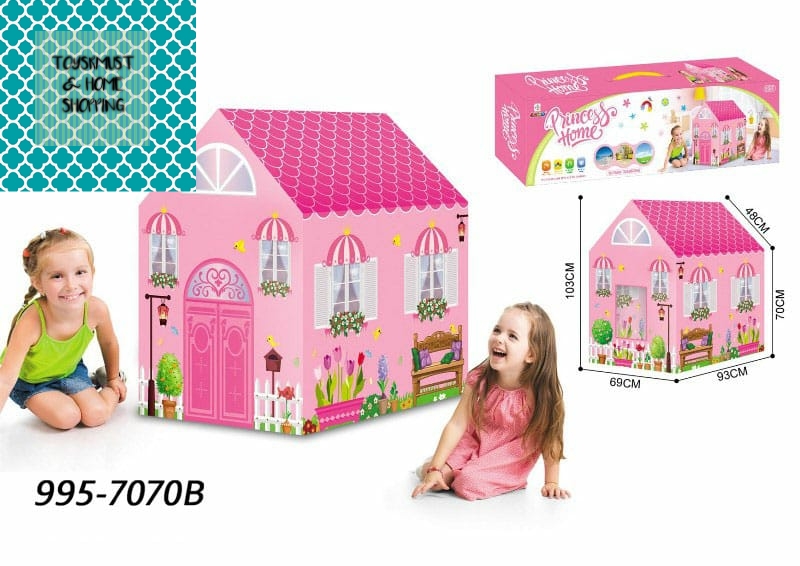 TOYSKMUST
& HOME
SHOPPING
Princess
Home
48CM
103CM
70CM
69CM
93CM
995-7070B